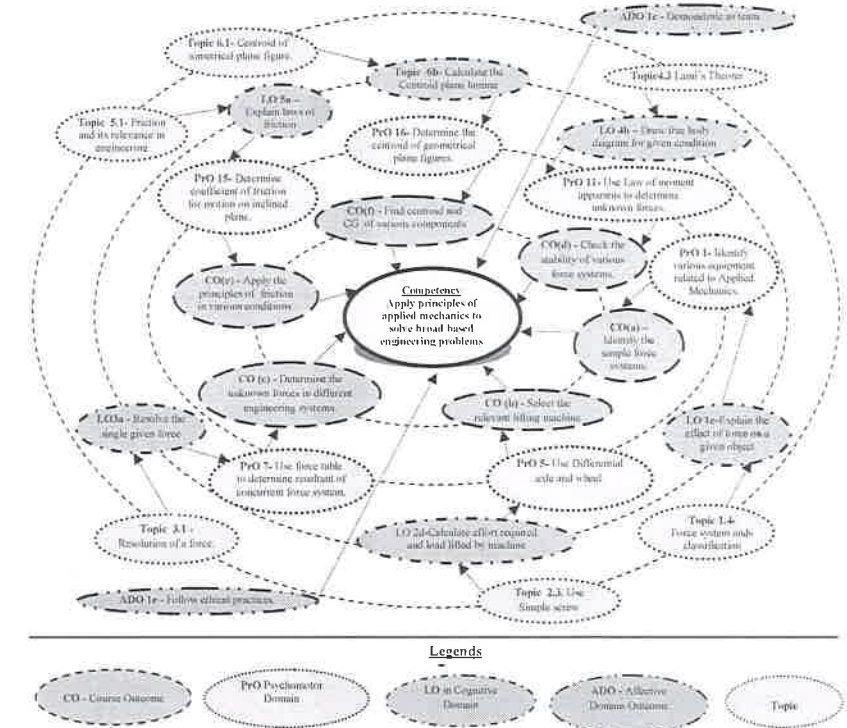 ADO 1c - Demonstrate as team
Topic 6.1- Centroid of
simetrical plane figure.
Topic 6b- Calculate the
Centroid plane lamina
Topic4.3 Lami's Theorer
LO 5a -
Explain laws of
friction
Topic 5.1- Friction
and its relevance in
engineering
PrO 16- Determine the
centroid of geometrical
plane figures.
LO 4b - Draw free body
diagram for given condition
PrO 15- Determine
coefficient of friction
for motion on inclined
plane.
PrO 11- Use Law of moment
apparatus to determine
unknown forces.
CO(f) - Find centroid and
CG of various components
CO(d) - Check the
stability of various
force systems.
PrO 1- Identify
various equipment
related to Applied
Mechanics.
CO(e) - Apply the
principles of friction
in various conditions
Competency
Apply principles of
applied mechanics to
solve broad based
engineering problems
CO(a) -
Identify the
simple force
systems.
CO (c) - Determine the
unknown forces in different
engineering systems.
CO (b) - Select the
relevant lifting machine
LO3a - Resolve the
single given force
LO 1c-Explain the
effect of force on a
given object
PrO 7- Use force table
to determine resultant of
concurrent force system.
PrO 5- Use Differential
axle and wheel
Topic 3.1 -
Resolution of a force.
LO 2d-Calculate effort required
and load lifted by machine
Topic 1.4-
Force system and
classification
ADO 1e - Follow ethical practices
Topic 2.3. Use
Simple screw
Legends
CO - Course Outcome
PrO Psychomotor
Domain
LO in Cognitive
Domain
ADO - Affective
Domain Outcome
Topic